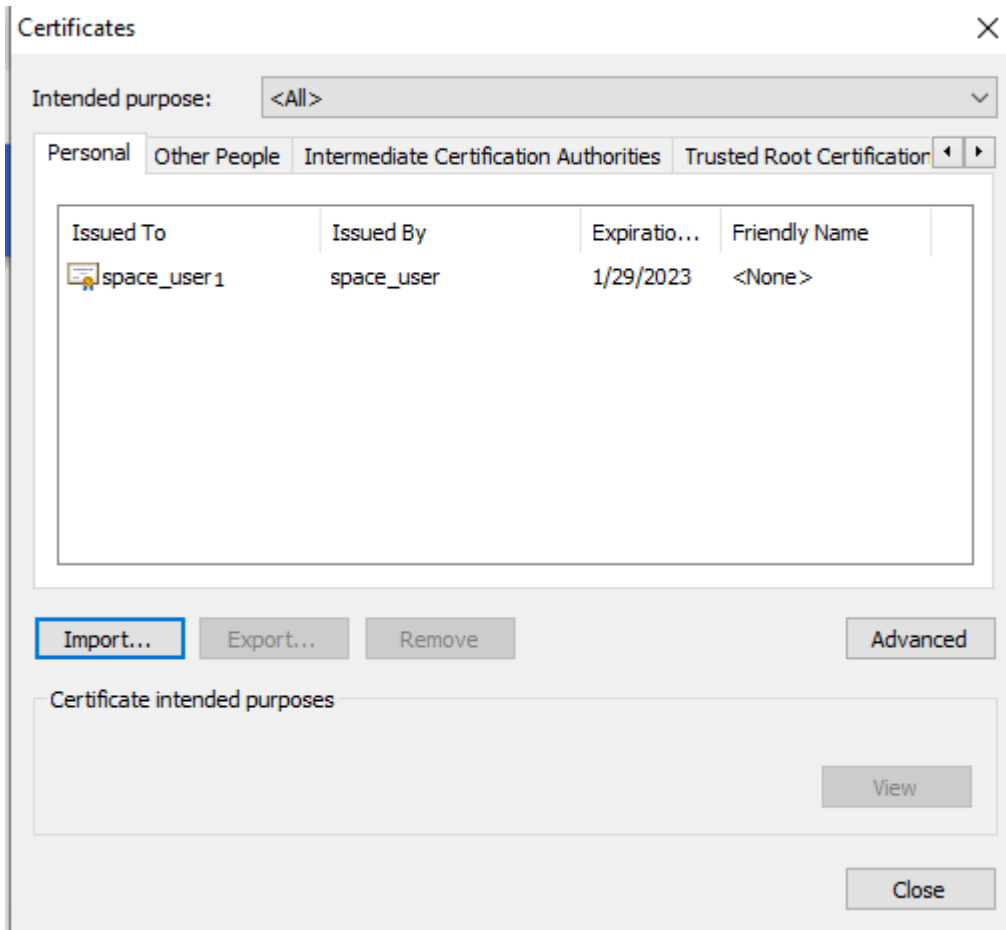 Certificates
Intended purpose: <All>
Personal Other People Intermediate Certification Authorities Trusted Root Certification
Issued To Issued By Expiratio... Friendly Name
space_user1 space_user 1/29/2023 <None>
Import... Export... Remove Advanced
Certificate intended purposes
View
Close